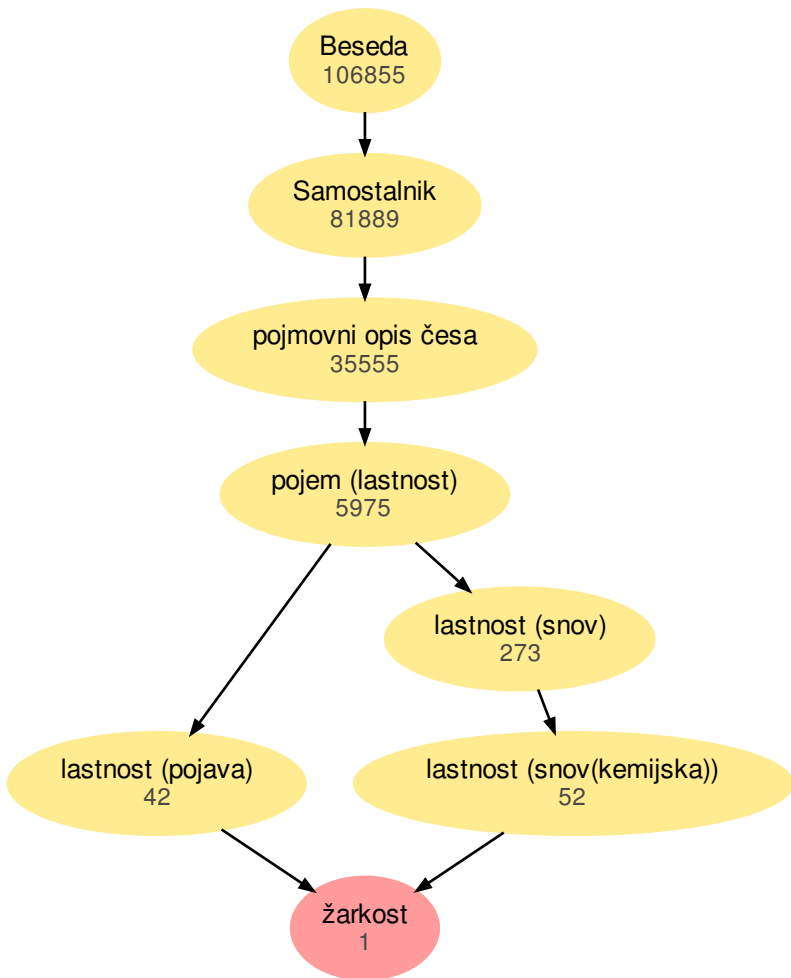 Beseda
106855
Samostalnik
81889
pojmovni opis česa
35555
pojem (lastnost)
5975
lastnost (snov)
273
lastnost (pojava)
42
lastnost (snov(kemijska))
52
žarkost
1